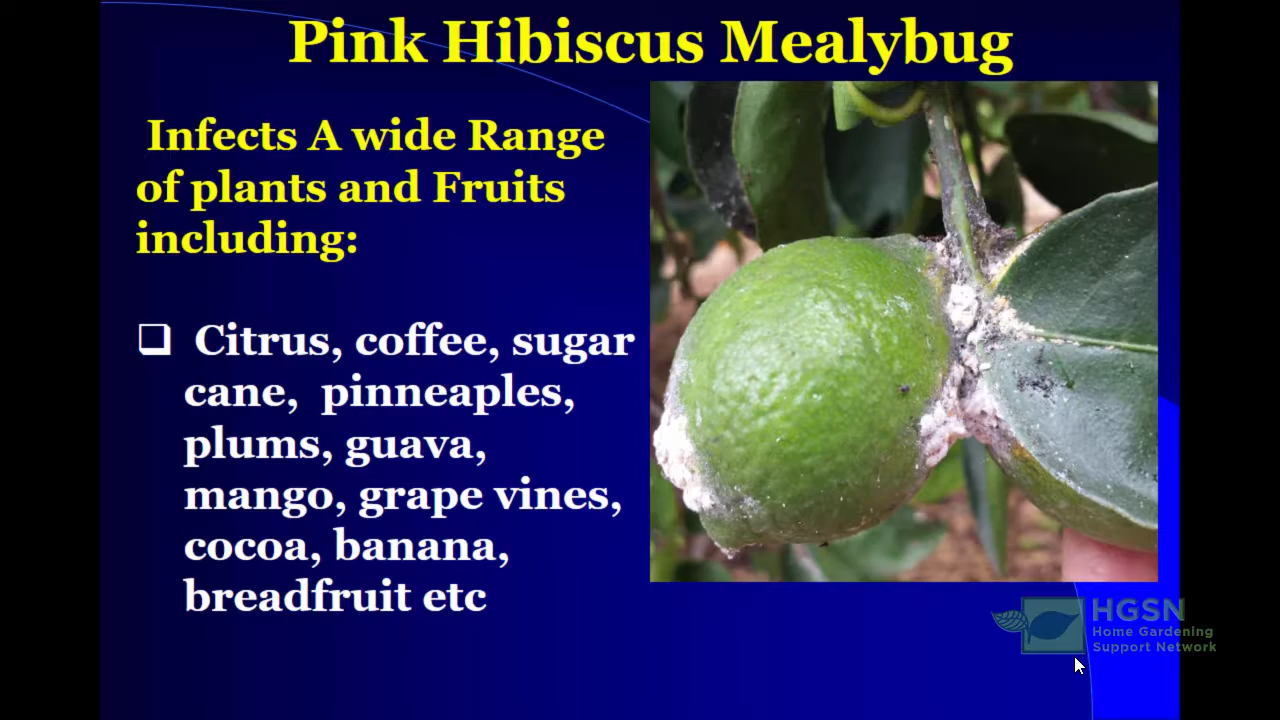 Pink Hibiscus Mealybug
Infects A wide Range
of plants and Fruits
including:
❑ Citrus, coffee, sugar
cane, pinneaples,
plums, guava,
mango, grape vines,
cocoa, banana,
breadfruit etc
HGSN
Home Gardening
Support Network